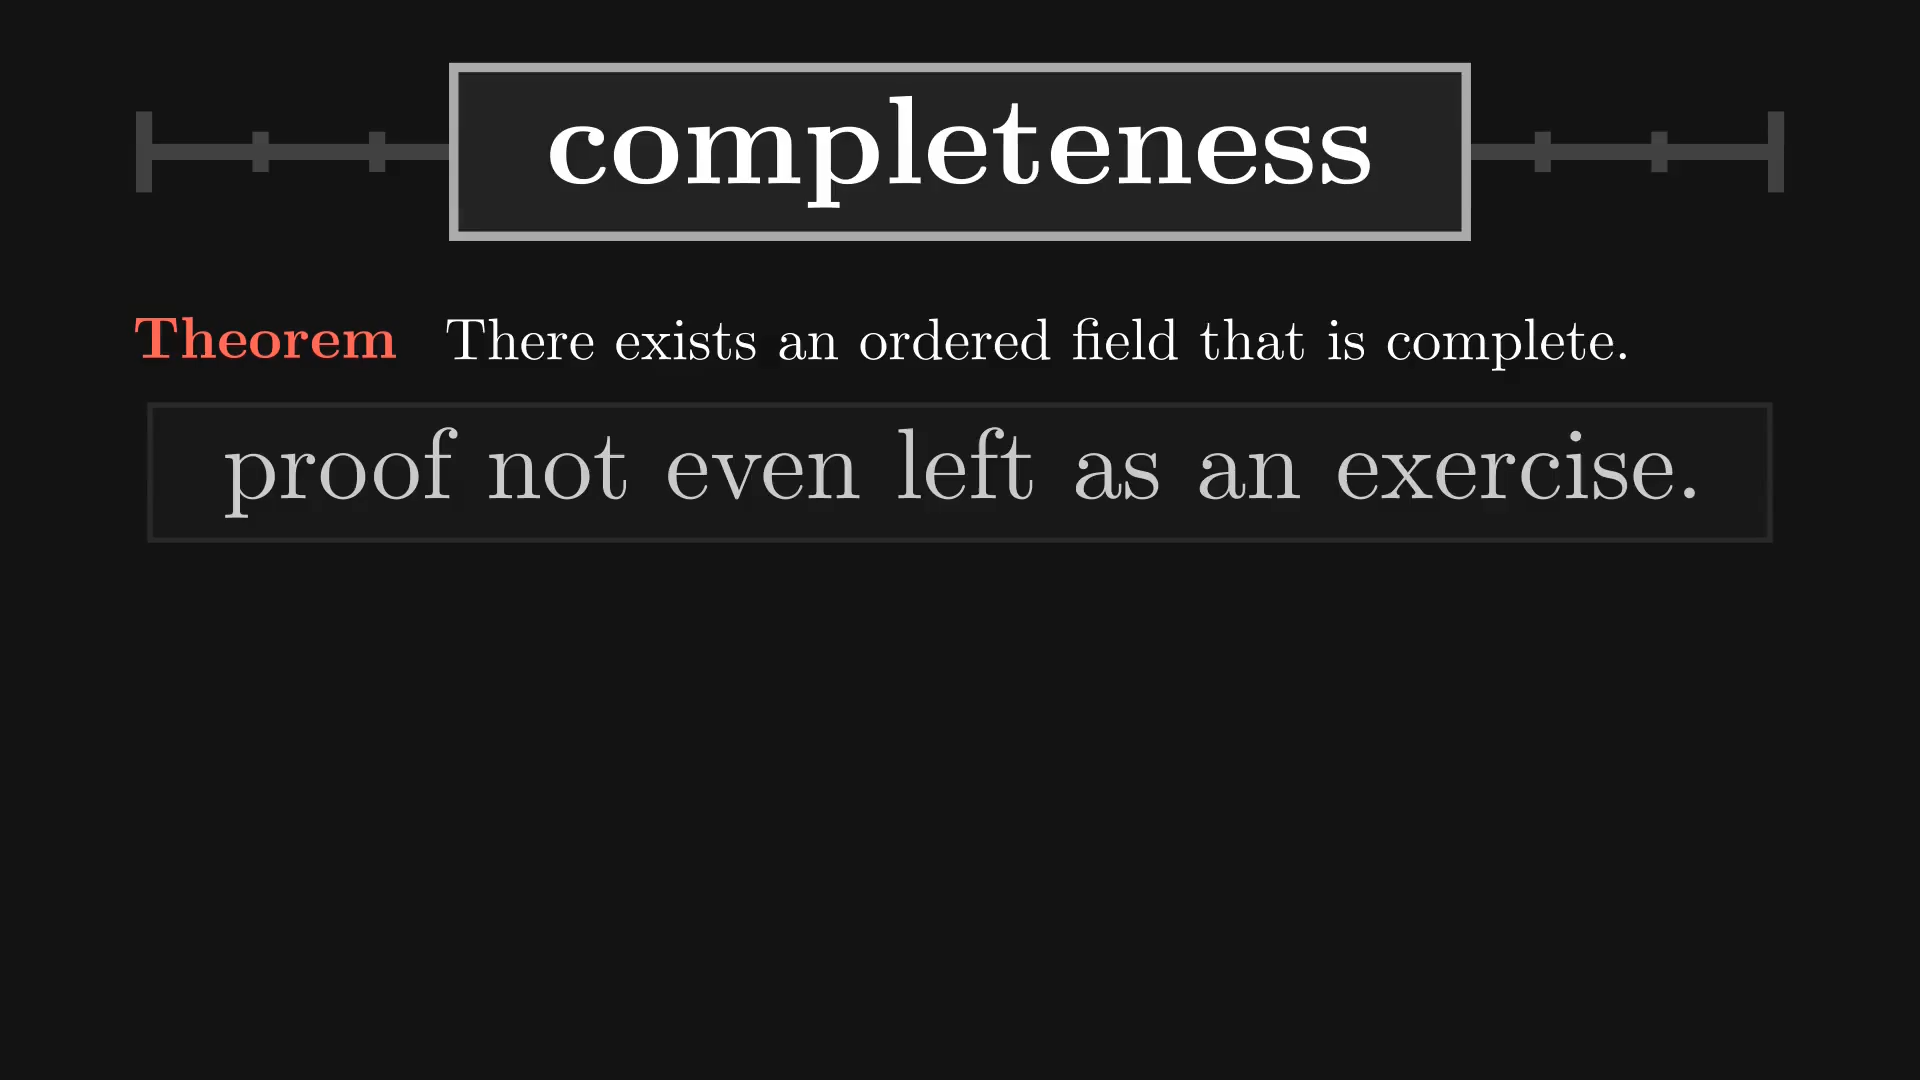 completeness
Theorem There exists an ordered field that is complete.
proof not even left as an exercise.